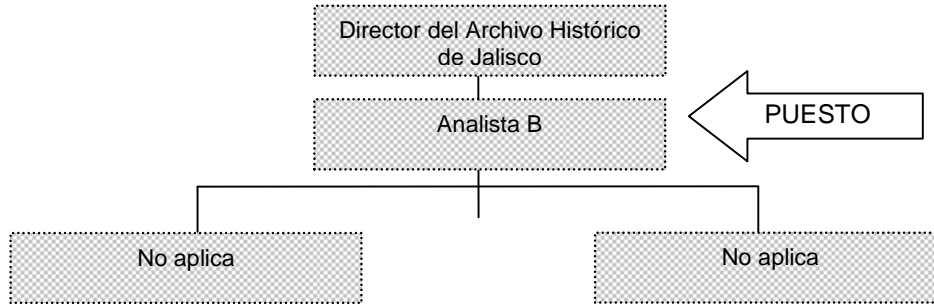 Director del Archivo Histórico
de Jalisco
Analista B
PUESTO
No aplica
No aplica